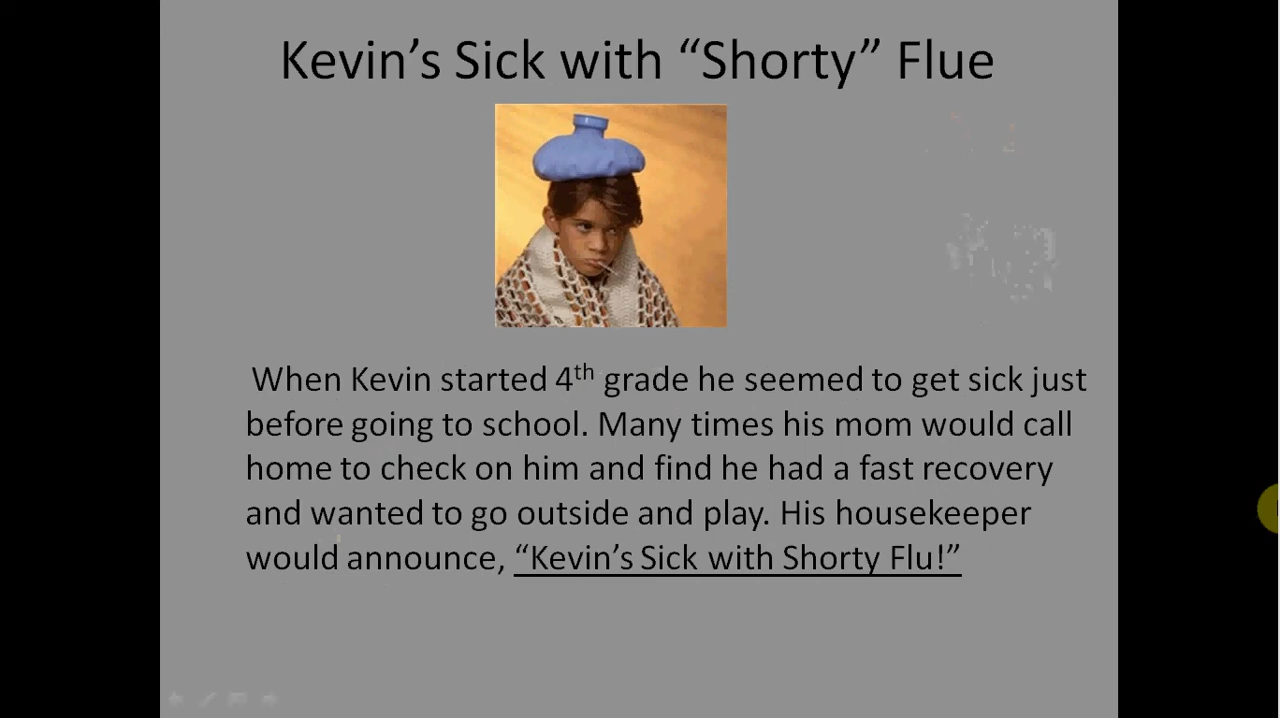 Kevin’s Sick with “Shorty” Flue
When Kevin started 4th grade he seemed to get sick just
before going to school. Many times his mom would call
home to check on him and find he had a fast recovery
and wanted to go outside and play. His housekeeper
would announce, “Kevin’s Sick with Shorty Flu!”